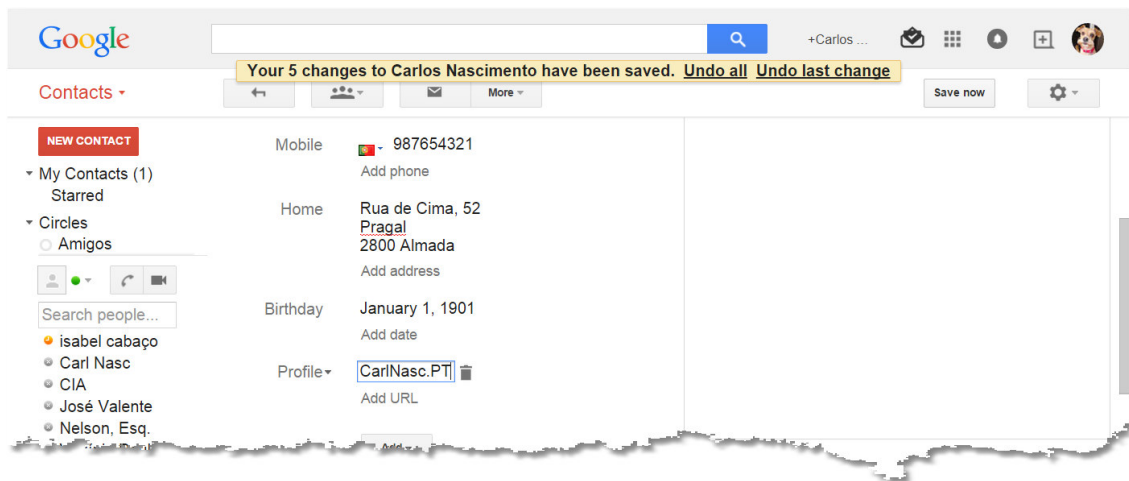 Google
+Carlos ...
Your 5 changes to Carlos Nascimento have been saved. Undo all Undo last change
Contacts
More
Save now
NEW CONTACT
My Contacts (1)
Starred
Circles
Amigos
Search people...
isabel cabaço
Carl Nasc
CIA
José Valente
Nelson, Esq.
Mobile
987654321
Add phone
Home
Rua de Cima, 52
Pragal
2800 Almada
Add address
Birthday
January 1, 1901
Add date
Profile
CarlNasc.PT
Add URL
Add